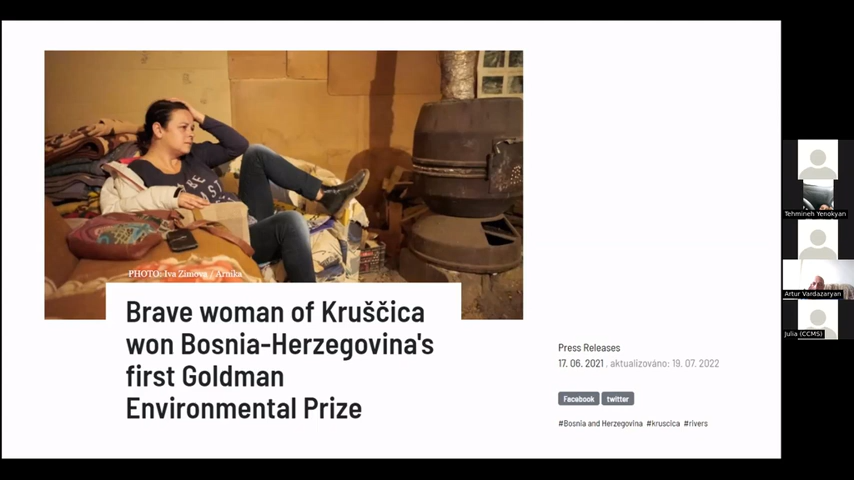 PHOTO: Iva Zímová / Arnika
Brave woman of Kruščica
won Bosnia-Herzegovina's
first Goldman
Environmental Prize
Press Releases
17. 06. 2021 , aktualizováno: 19. 07. 2022
Facebook twitter
#Bosnia and Herzegovina #kruscica #rivers
Tehmineh Yenokyan
Artur Vardazaryan
Julia (CCMS)